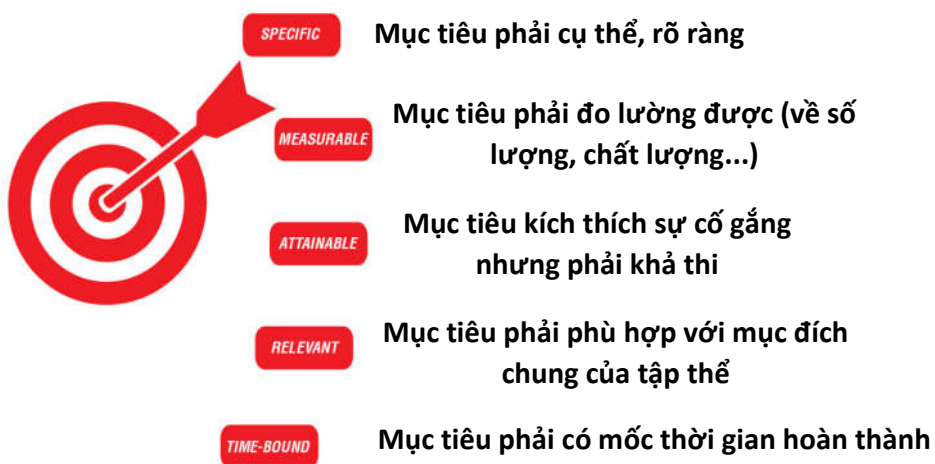 SPECIFIC
Mục tiêu phải cụ thể, rõ ràng
MEASURABLE
Mục tiêu phải đo lường được (về số
lượng, chất lượng...)
ATTAINABLE
Mục tiêu kích thích sự cố gắng
nhưng phải khả thi
RELEVANT
Mục tiêu phải phù hợp với mục đích
chung của tập thể
TIME-BOUND
Mục tiêu phải có mốc thời gian hoàn thành